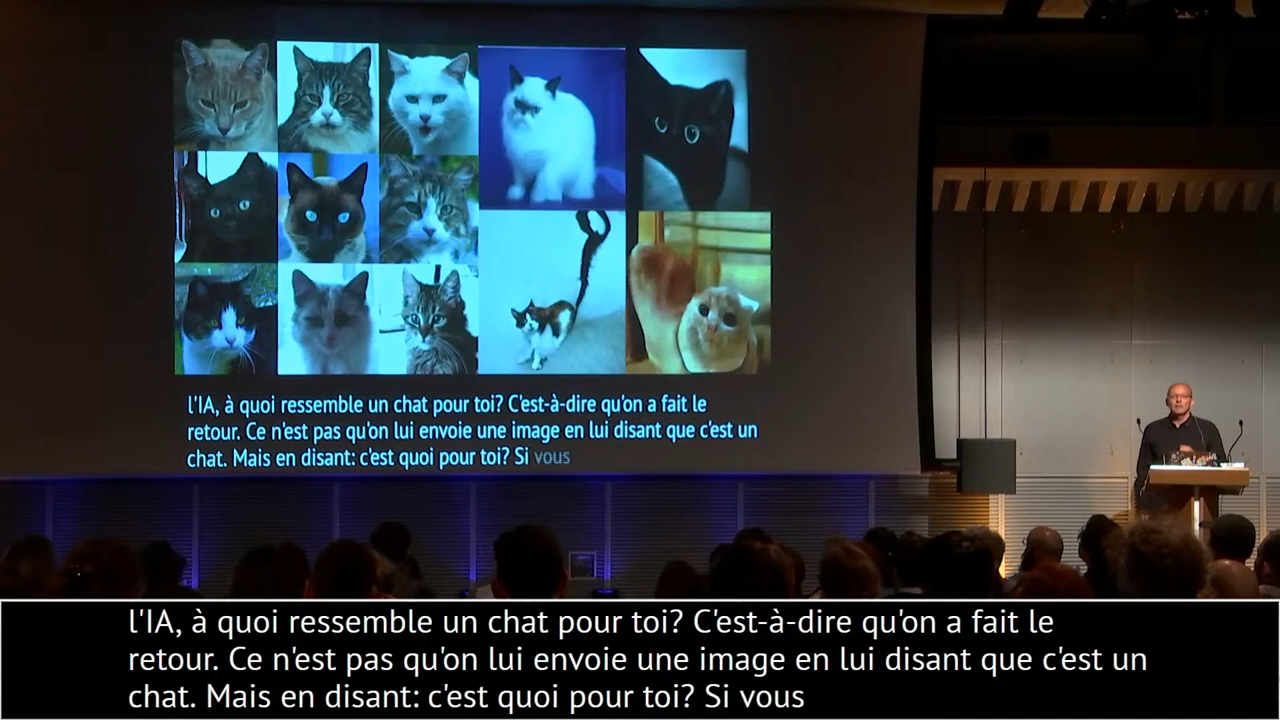 l'IA, à quoi ressemble un chat pour toi? C'est-à-dire qu'on a fait le
retour. Ce n'est pas qu'on lui envoie une image en lui disant que c'est un
chat. Mais en disant: c'est quoi pour toi? Si vous
l'IA, à quoi ressemble un chat pour toi? C'est-à-dire qu'on a fait le
retour. Ce n'est pas qu'on lui envoie une image en lui disant que c'est un
chat. Mais en disant: c'est quoi pour toi? Si vous